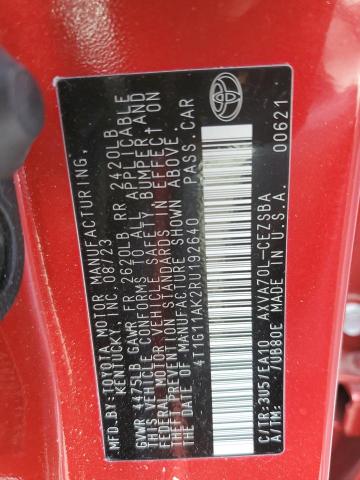 MFD.BY:TOYOTA MOTOR MANUFACTURING,
KENTUCKY, INC 08/23
GVWR 4475LB GAWR FR 2620LB, RR 2420LB
THIS VEHICLE CONFORMS TO ALL APPLICABLE
FEDERAL MOTOR VEHICLE SAFETY BUMPER AND
THEFT PREVENTION STANDARDS IN EFFECT ON
THE DATE OF MANUFACTURE SHOWN ABOVE.
4T1G11AK2RU192640 PASS.CAR
00621
C/TR:3U5/EA10 AXVA70L-CEZSBA
A/TM: /UB80E MADE IN U.S.A.